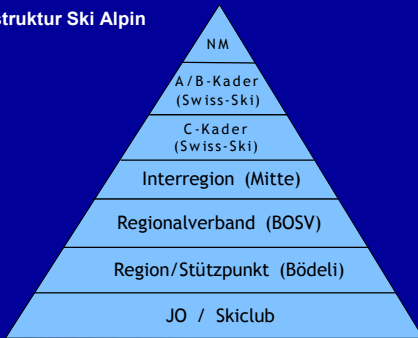 struktur Ski Alpin
NM
A/B-Kader
(Swiss-Ski)
C-Kader
(Swiss-Ski)
Interregion (Mitte)
Regionalverband (BOSV)
Region/Stützpunkt (Bödeli)
JO / Skiclub